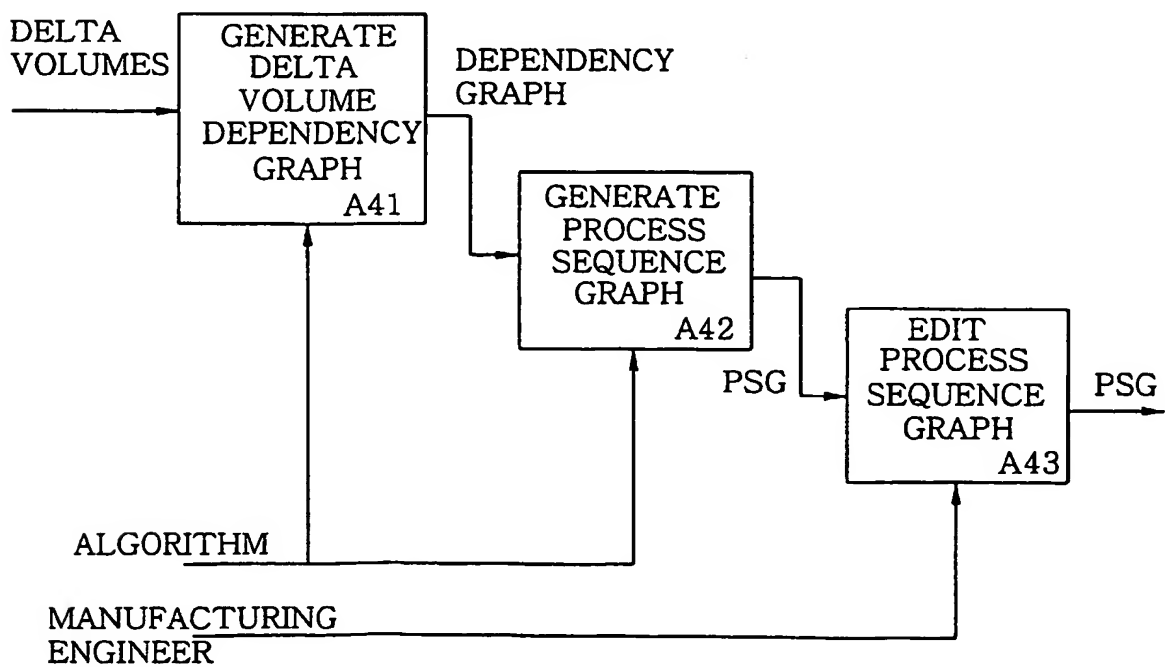 DELTA
VOLUMES
GENERATE
DELTA
VOLUME
DEPENDENCY
GRAPH
A41
DEPENDENCY
GRAPH
GENERATE
PROCESS
SEQUENCE
GRAPH
A42
PSG
EDIT
PROCESS
SEQUENCE
GRAPH
A43
PSG
ALGORITHM
MANUFACTURING
ENGINEER